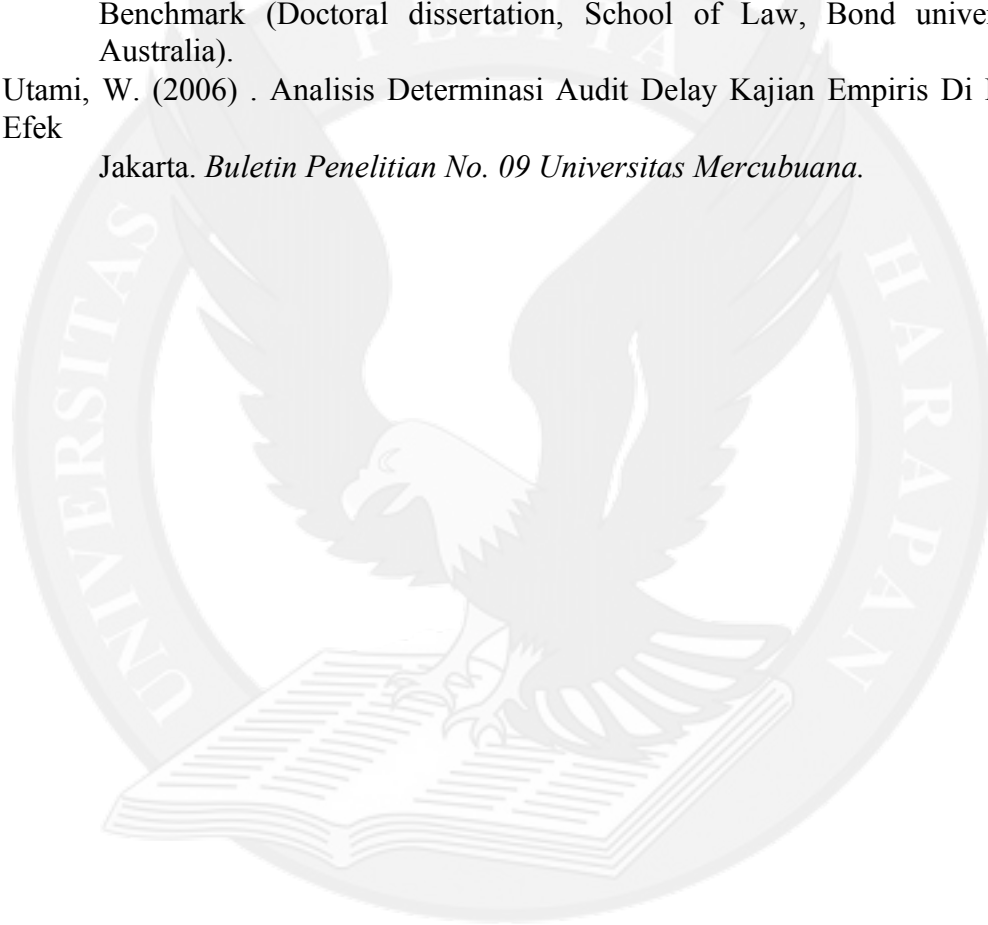 Benchmark (Doctoral dissertation, School of Law, Bond
Australia).
Utami, W. (2006) . Analisis Determinasi Audit Delay Kajian Empiris Di
Efek
Jakarta. Buletin Penelitian No. 09 Universitas Mercubuana.
UNIVERSITAS
PELITA
HARAPAN